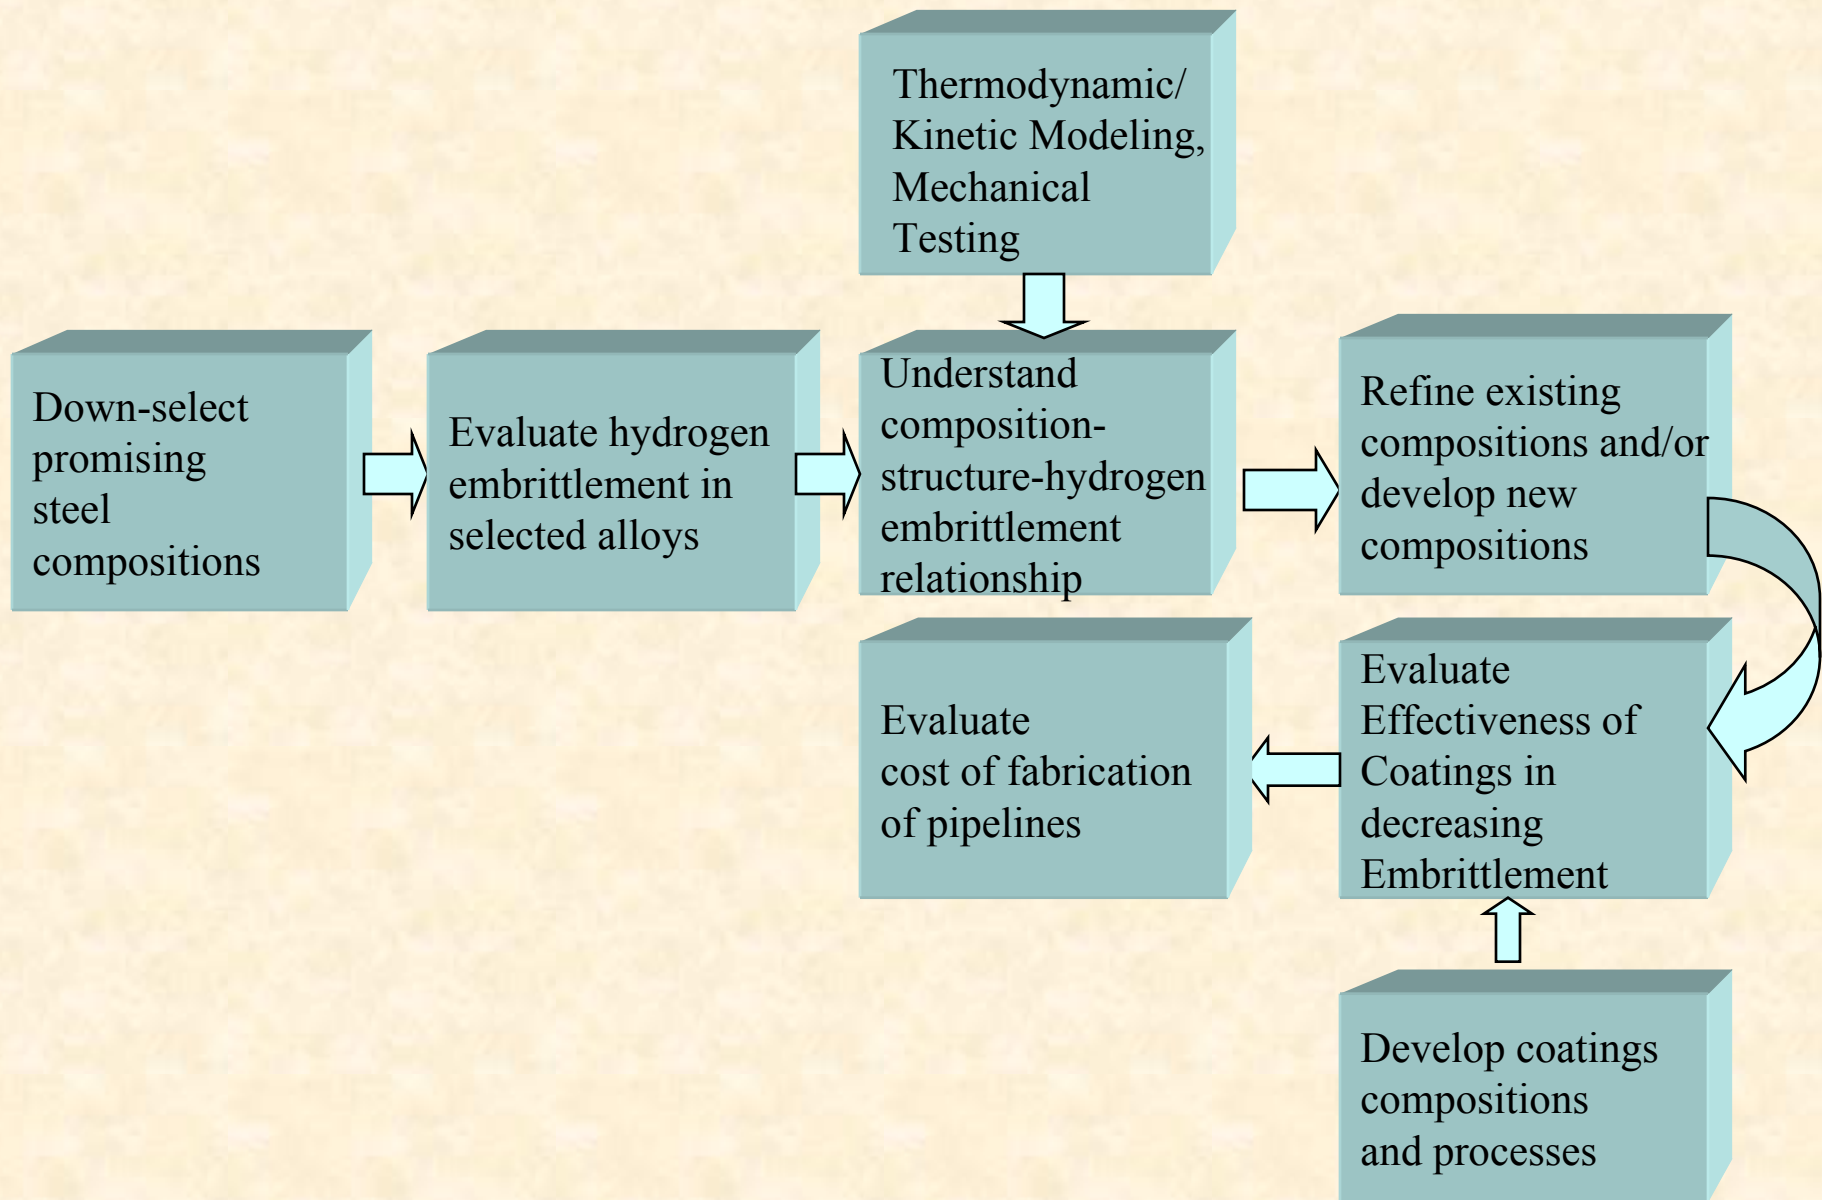 Thermodynamic/
Kinetic Modeling,
Mechanical
Testing
Down-select
promising
steel
compositions
Evaluate hydrogen
embrittlement in
selected alloys
Understand
composition-
structure-hydrogen
embrittlement
relationship
Refine existing
compositions and/or
develop new
compositions
Evaluate
cost of fabrication
of pipelines
Evaluate
Effectiveness of
Coatings in
decreasing
Embrittlement
Develop coatings
compositions
and processes